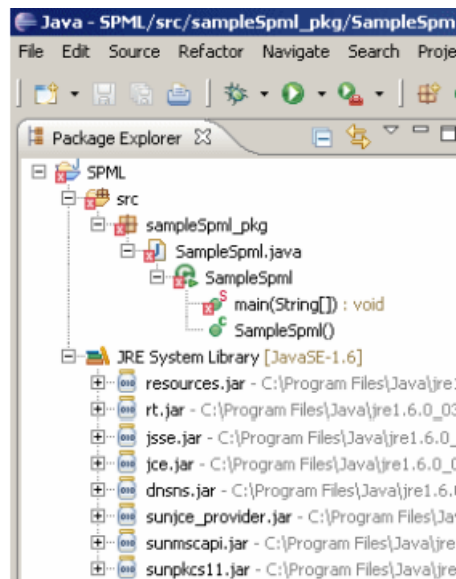 Java - SPML/src/sampleSpml_pkg/SampleSpm
File Edit Source Refactor Navigate Search Proje
Package Explorer
SPML
src
sampleSpml_pkg
SampleSpml.java
SampleSpml
main(String[]) : void
SampleSpml()
JRE System Library [JavaSE-1.6]
resources.jar - C:\Program Files\Java\jre1
rt.jar - C:\Program Files\Java\jre1.6.0_03
jsse.jar - C:\Program Files\Java\jre1.6.0_
jce.jar - C:\Program Files\Java\jre1.6.0_0
dnsns.jar - C:\Program Files\Java\jre1.6.
sunjce_provider.jar - C:\Program Files\Ja
sunmscapi.jar - C:\Program Files\Java\jre
sunpkcs11.jar - C:\Program Files\Java\jre